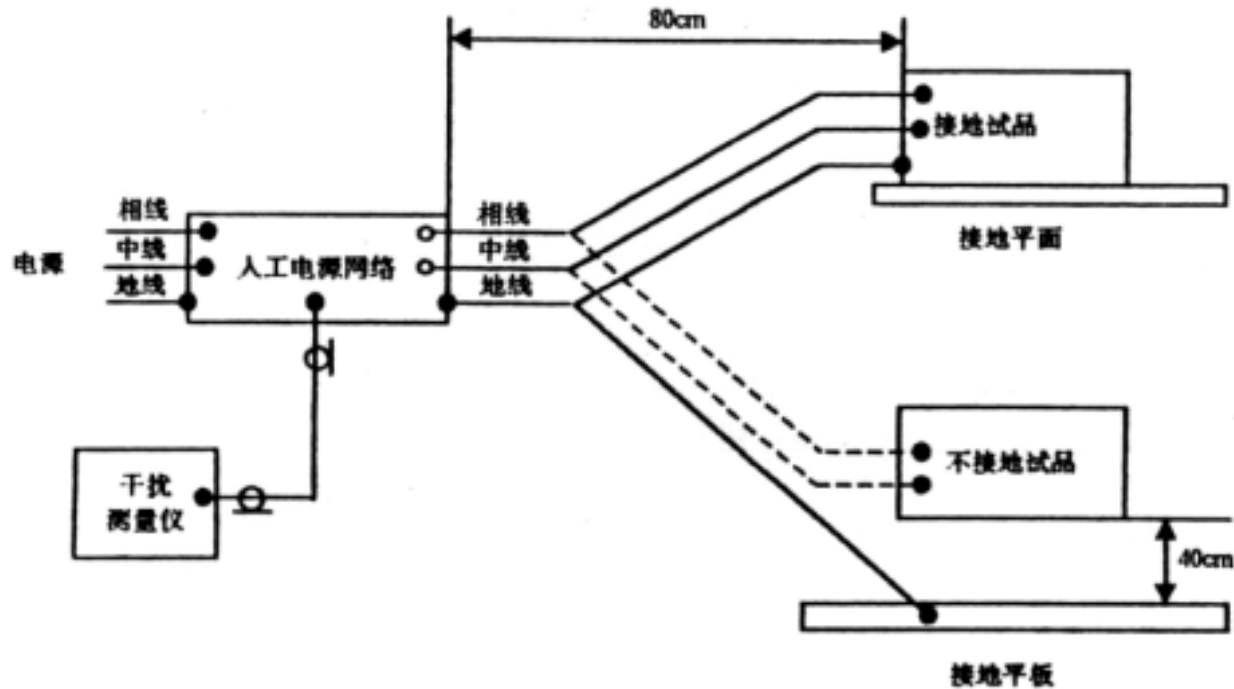 80cm
接地试品
接地平面
电源
相线
中线
地线
人工电源网络
相线
中线
地线
干扰
测量仪
不接地试品
40cm
接地平板